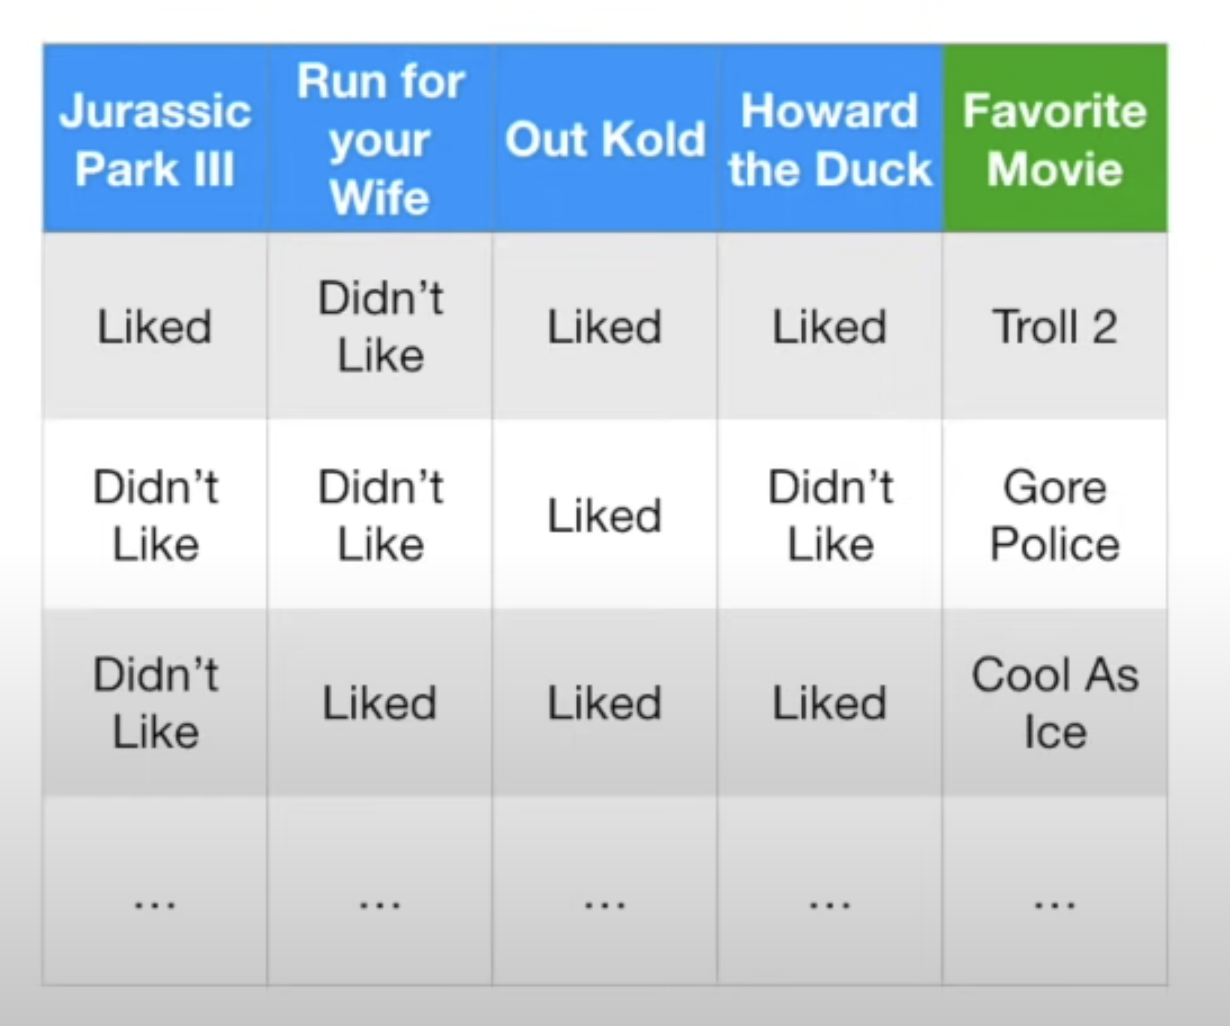 Jurassic Park III
Run for your Wife
Out Kold
Howard the Duck
Favorite Movie
Liked
Didn't Like
Liked
Liked
Troll 2
Didn't Like
Didn't Like
Liked
Didn't Like
Gore Police
Didn't Like
Liked
Liked
Liked
Cool As Ice
...
...
...
...
...